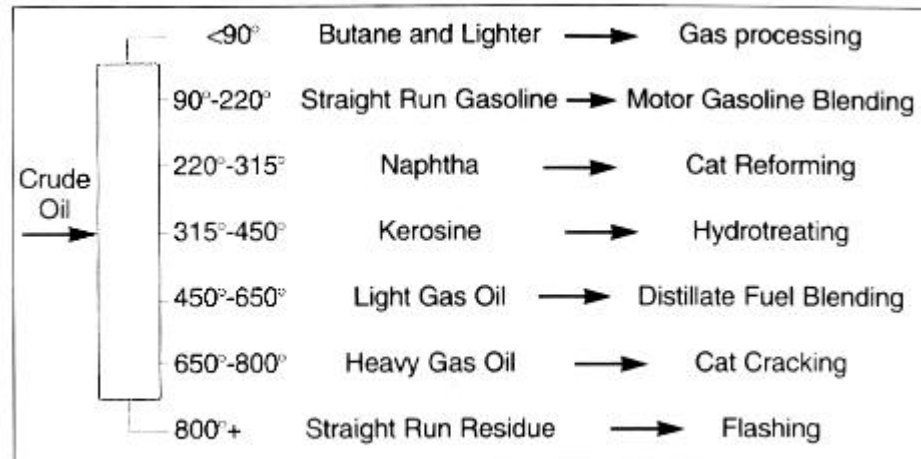 <90° Butane and Lighter Gas processing
90°-220° Straight Run Gasoline Motor Gasoline Blending
220°-315° Naphtha Cat Reforming
Crude
Oil
315°-450° Kerosine Hydrotreating
450°-650° Light Gas Oil Distillate Fuel Blending
650°-800° Heavy Gas Oil Cat Cracking
800°+ Straight Run Residue Flashing